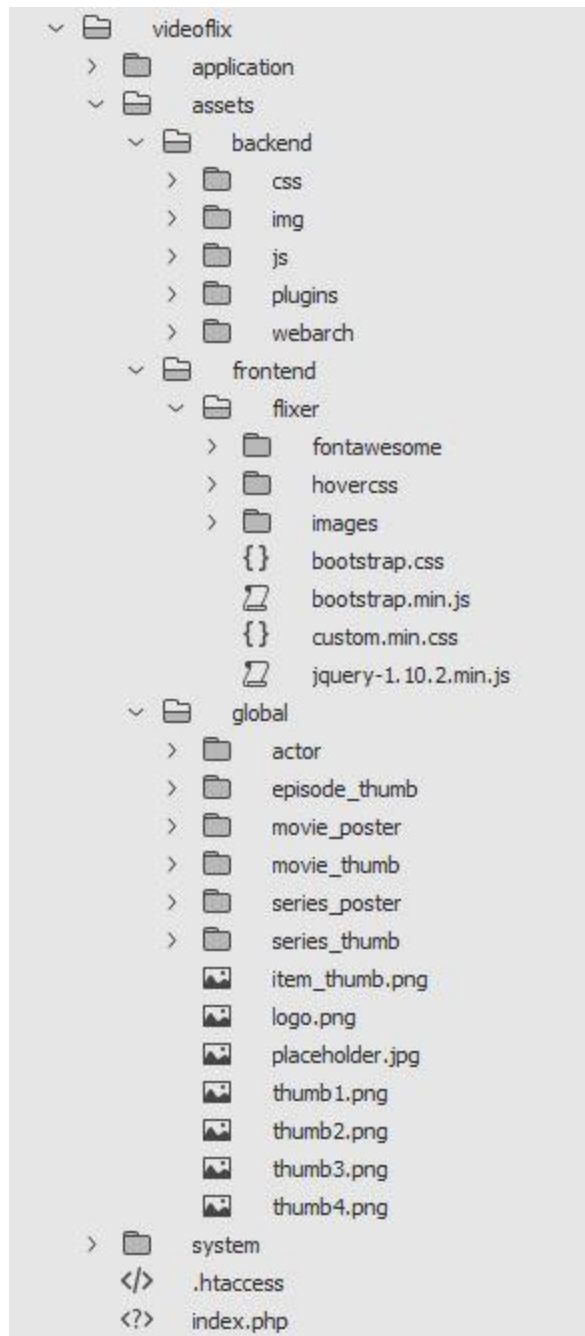 videoflix
application
assets
backend
css
img
js
plugins
webarch
frontend
flixer
fontawesome
hovercss
images
bootstrap.css
bootstrap.min.js
custom.min.css
jquery-1.10.2.min.js
global
actor
episode_thumb
movie_poster
movie_thumb
series_poster
series_thumb
item_thumb.png
logo.png
placeholder.jpg
thumb1.png
thumb2.png
thumb3.png
thumb4.png
system
.htaccess
index.php